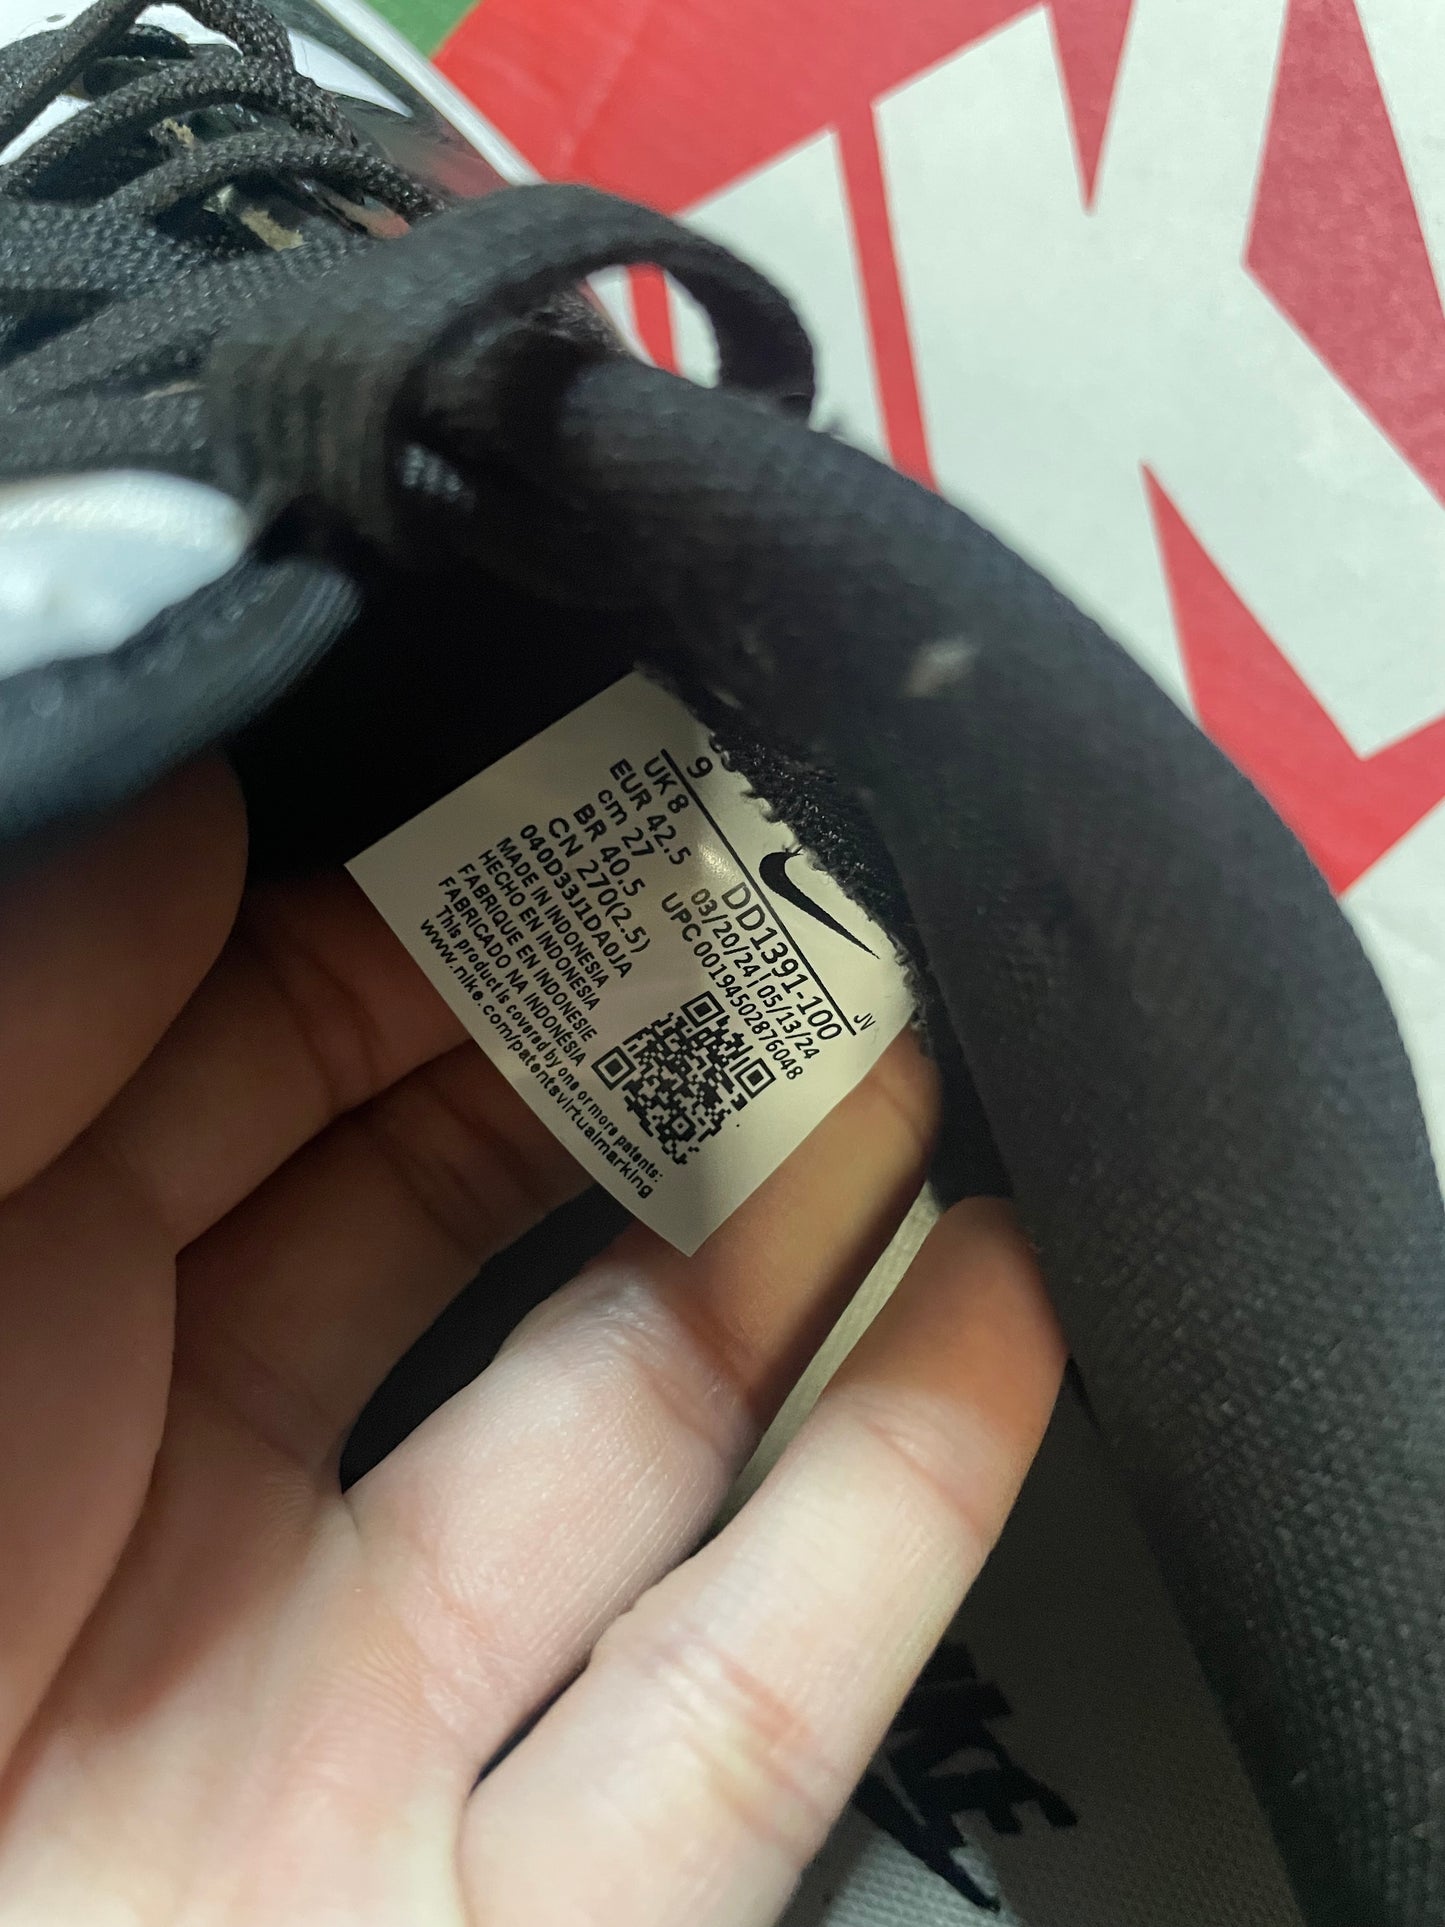 9
UK 8
EUR 42.5
cm 27
BR 40.5
CN 270(2.5)
040D33J1DA0JA
MADE IN INDONESIA
HECHO EN INDONESIA
FABRIQUE EN INDONESIE
FABRICADO NA INDONÉSIA
This product is covered by one or more patents:
www.nike.com/patentsvirtualmarking
DD1391-100
JV
03/20/24 | 05/13/24
UPC 00194502876048
NIKE